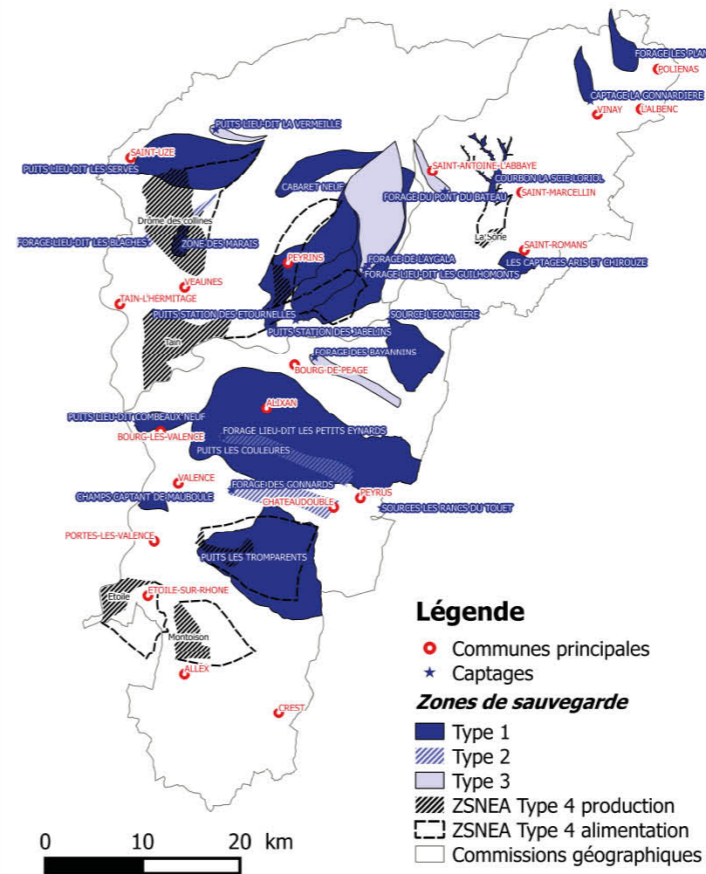 FORAGE LES PLAN
POLIENAS
CAPTAGE LA GONNARDIERE
VINAY
L'ALBENC
PUITS LIEU-DIT LA VERMEILLE
SAINT-UZE
PUITS LIEU-DIT LES SERVES
SAINT-ANTOINE-L'ABBAYE
COURBON LA SCIE LORIOL
CABARET NEUF
FORAGE DU PONT DU BATEAU
SAINT-MARCELLIN
Drôme des collines
FORAGE LIEU-DIT LES BLACHES
ZONE DES MARAIS
La Sone
SAINT-ROMANS
PEYRINS
FORAGE DE L'AYGALA
LES CAPTAGES ARIS ET CHIROUZE
FORAGE LIEU-DIT LES GUILHOMONTS
VEAUNES
TAIN-L'HERMITAGE
PUITS STATION DES ETOURNELLES
SOURCE L'ECANCIERE
PUITS STATION DES JABELINS
Tain
FORAGE DES BAYANNINS
BOURG-DE-PEAGE
ALIXAN
PUITS LIEU-DIT COMBEAUX NEUF
FORAGE LIEU-DIT LES PETITS EYNARDS
BOURG-LES-VALENCE
PUITS LES COULEURES
VALENCE
FORAGE DES GONNARDS
PEYRUS
CHAMPS CAPTANT DE MAUBOULE
CHATEAUDOUBLE
SOURCES LES RANCS DU TOUET
PORTES-LES-VALENCE
PUITS LES TROMPARENTS
ETOILE-SUR-RHONE
Etoile
Montoison
ALLEX
CREST
Légende
Communes principales
Captages
Zones de sauvegarde
Type 1
Type 2
Type 3
ZSNEA Type 4 production
ZSNEA Type 4 alimentation
Commissions géographiques
0 10 20 km